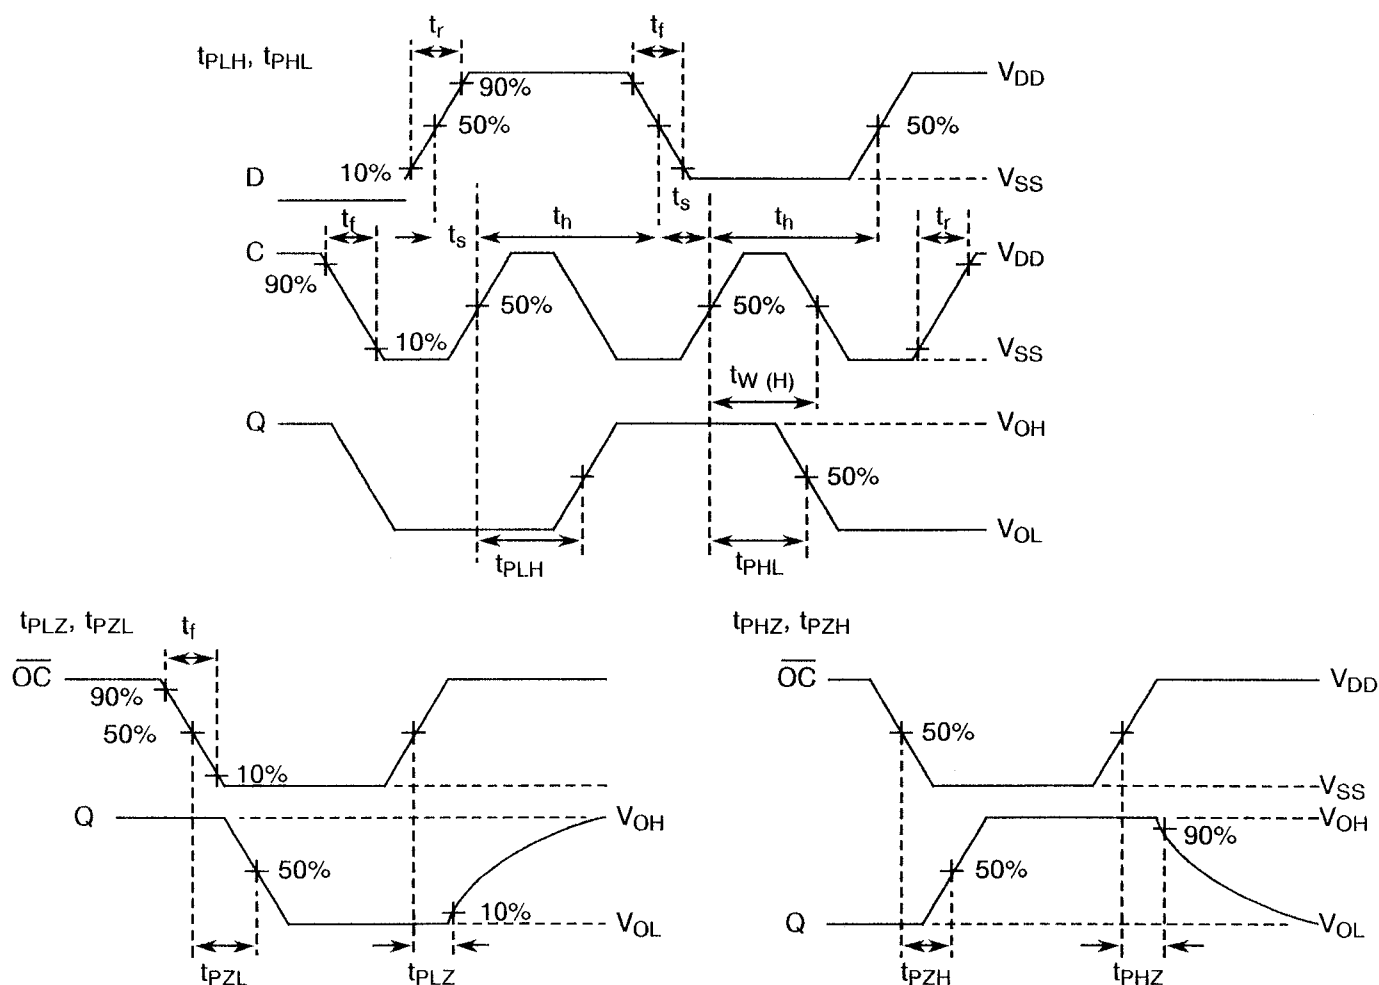 tPLH, tPHL
tr
tf
90%
VDD
50%
50%
10%
D
VSS
tf
ts
th
ts
th
tr
C
VDD
90%
50%
50%
10%
VSS
tW (H)
Q
VOH
50%
VOL
tPLH
tPHL
tPLZ, tPZL
tf
OC
90%
50%
10%
Q
VOH
50%
10%
VOL
tPZL
tPLZ
tPHZ, tPZH
OC
VDD
50%
VSS
VOH
90%
50%
Q
VOL
tPZH
tPHZ